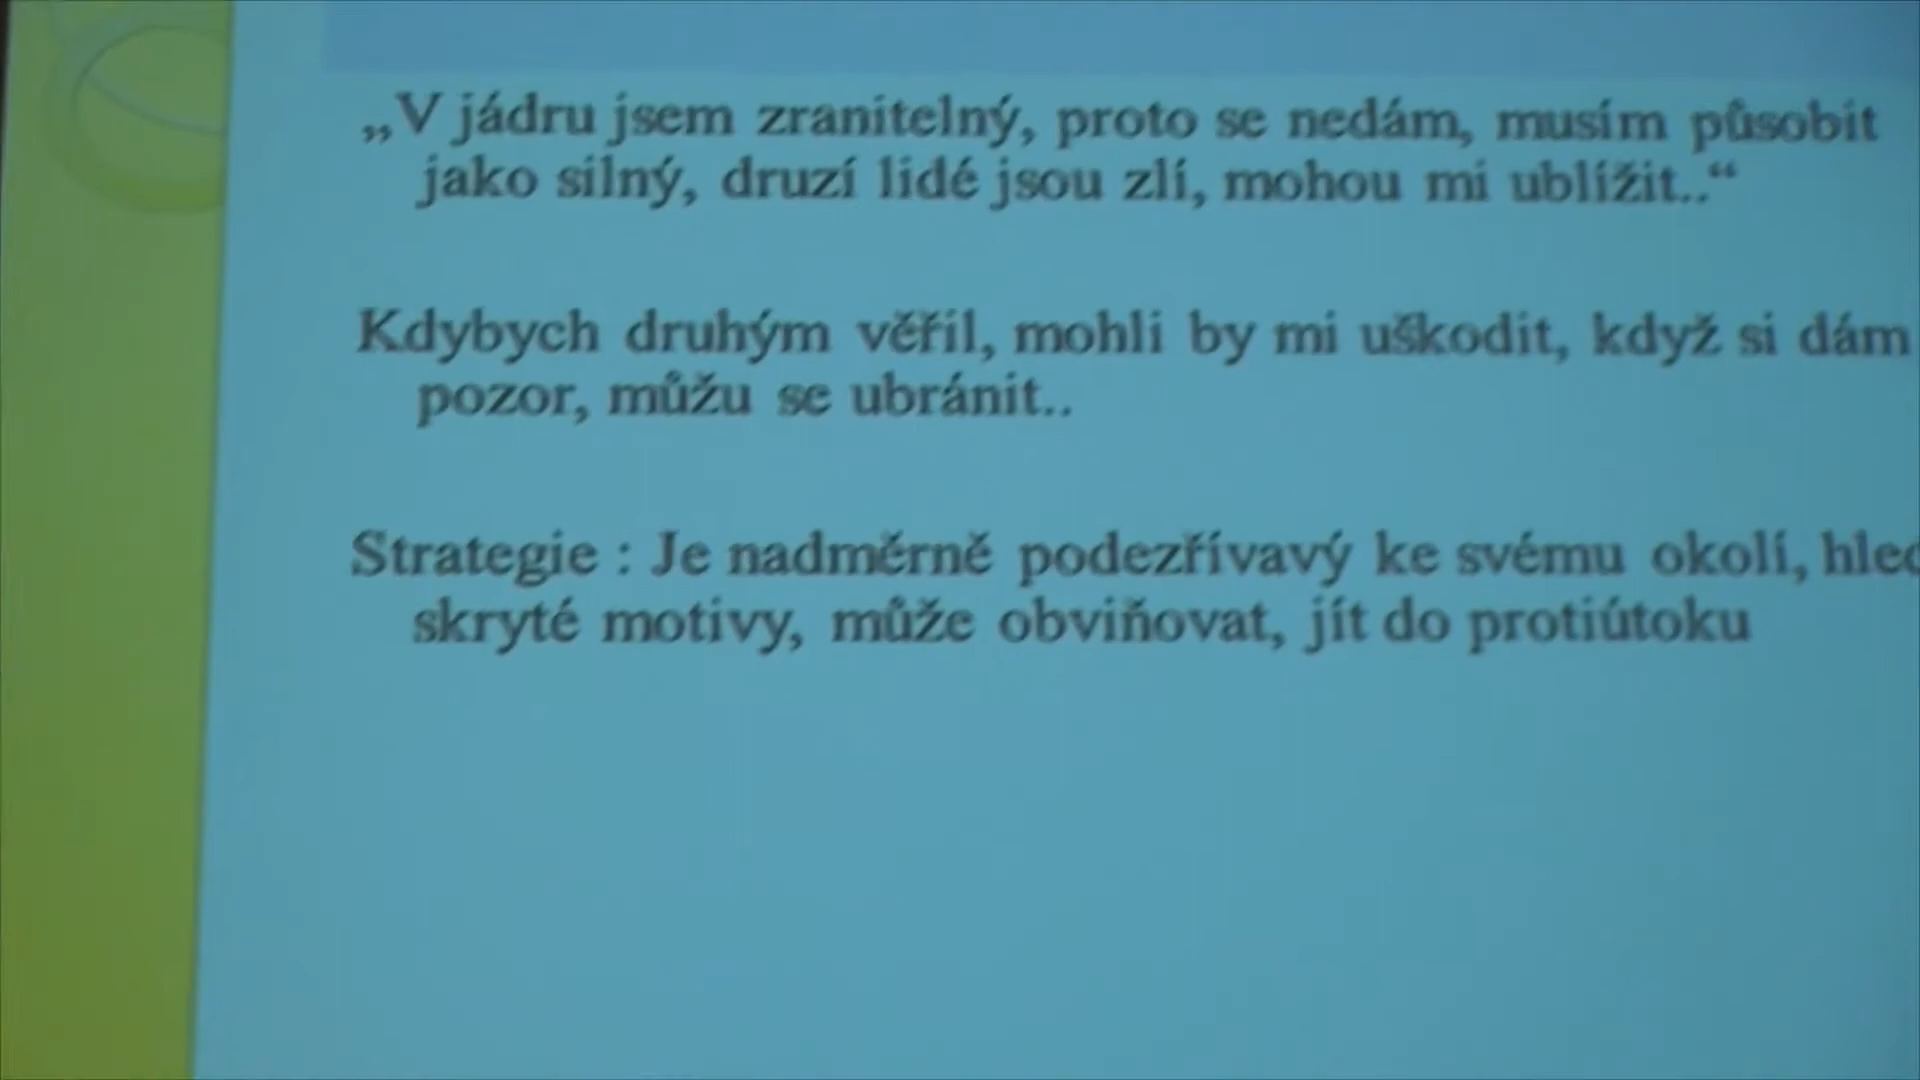 „V jádru jsem zranitelný, proto se nedám, musím působit
jako silný, druzí lidé jsou zlí, mohou mi ublížit..“
Kdybych druhým věřil, mohli by mi uškodit, když si dám
pozor, můžu se ubránit..
Strategie : Je nadměrně podezřívavý ke svému okolí,
skryté motivy, může obviňovat, jít do protiútoku